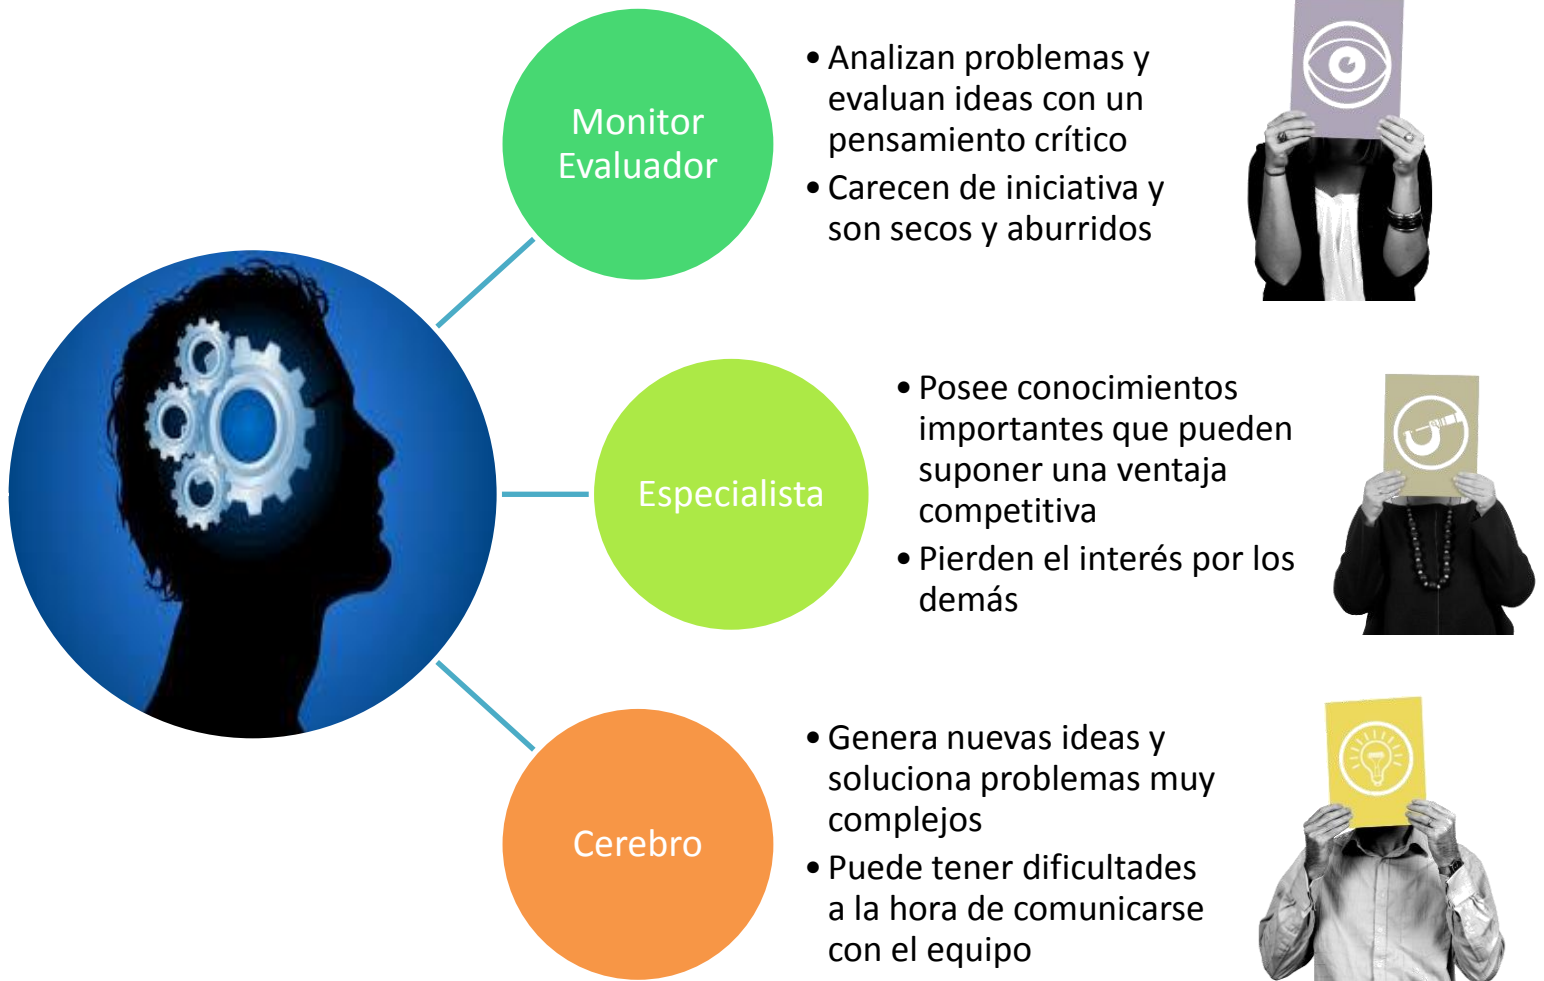 Monitor
Evaluador
• Analizan problemas y
evaluan ideas con un
pensamiento crítico
• Carecen de iniciativa y
son secos y aburridos
Especialista
• Posee conocimientos
importantes que pueden
suponer una ventaja
competitiva
• Pierden el interés por los
demás
Cerebro
• Genera nuevas ideas y
soluciona problemas muy
complejos
• Puede tener dificultades
a la hora de comunicarse
con el equipo